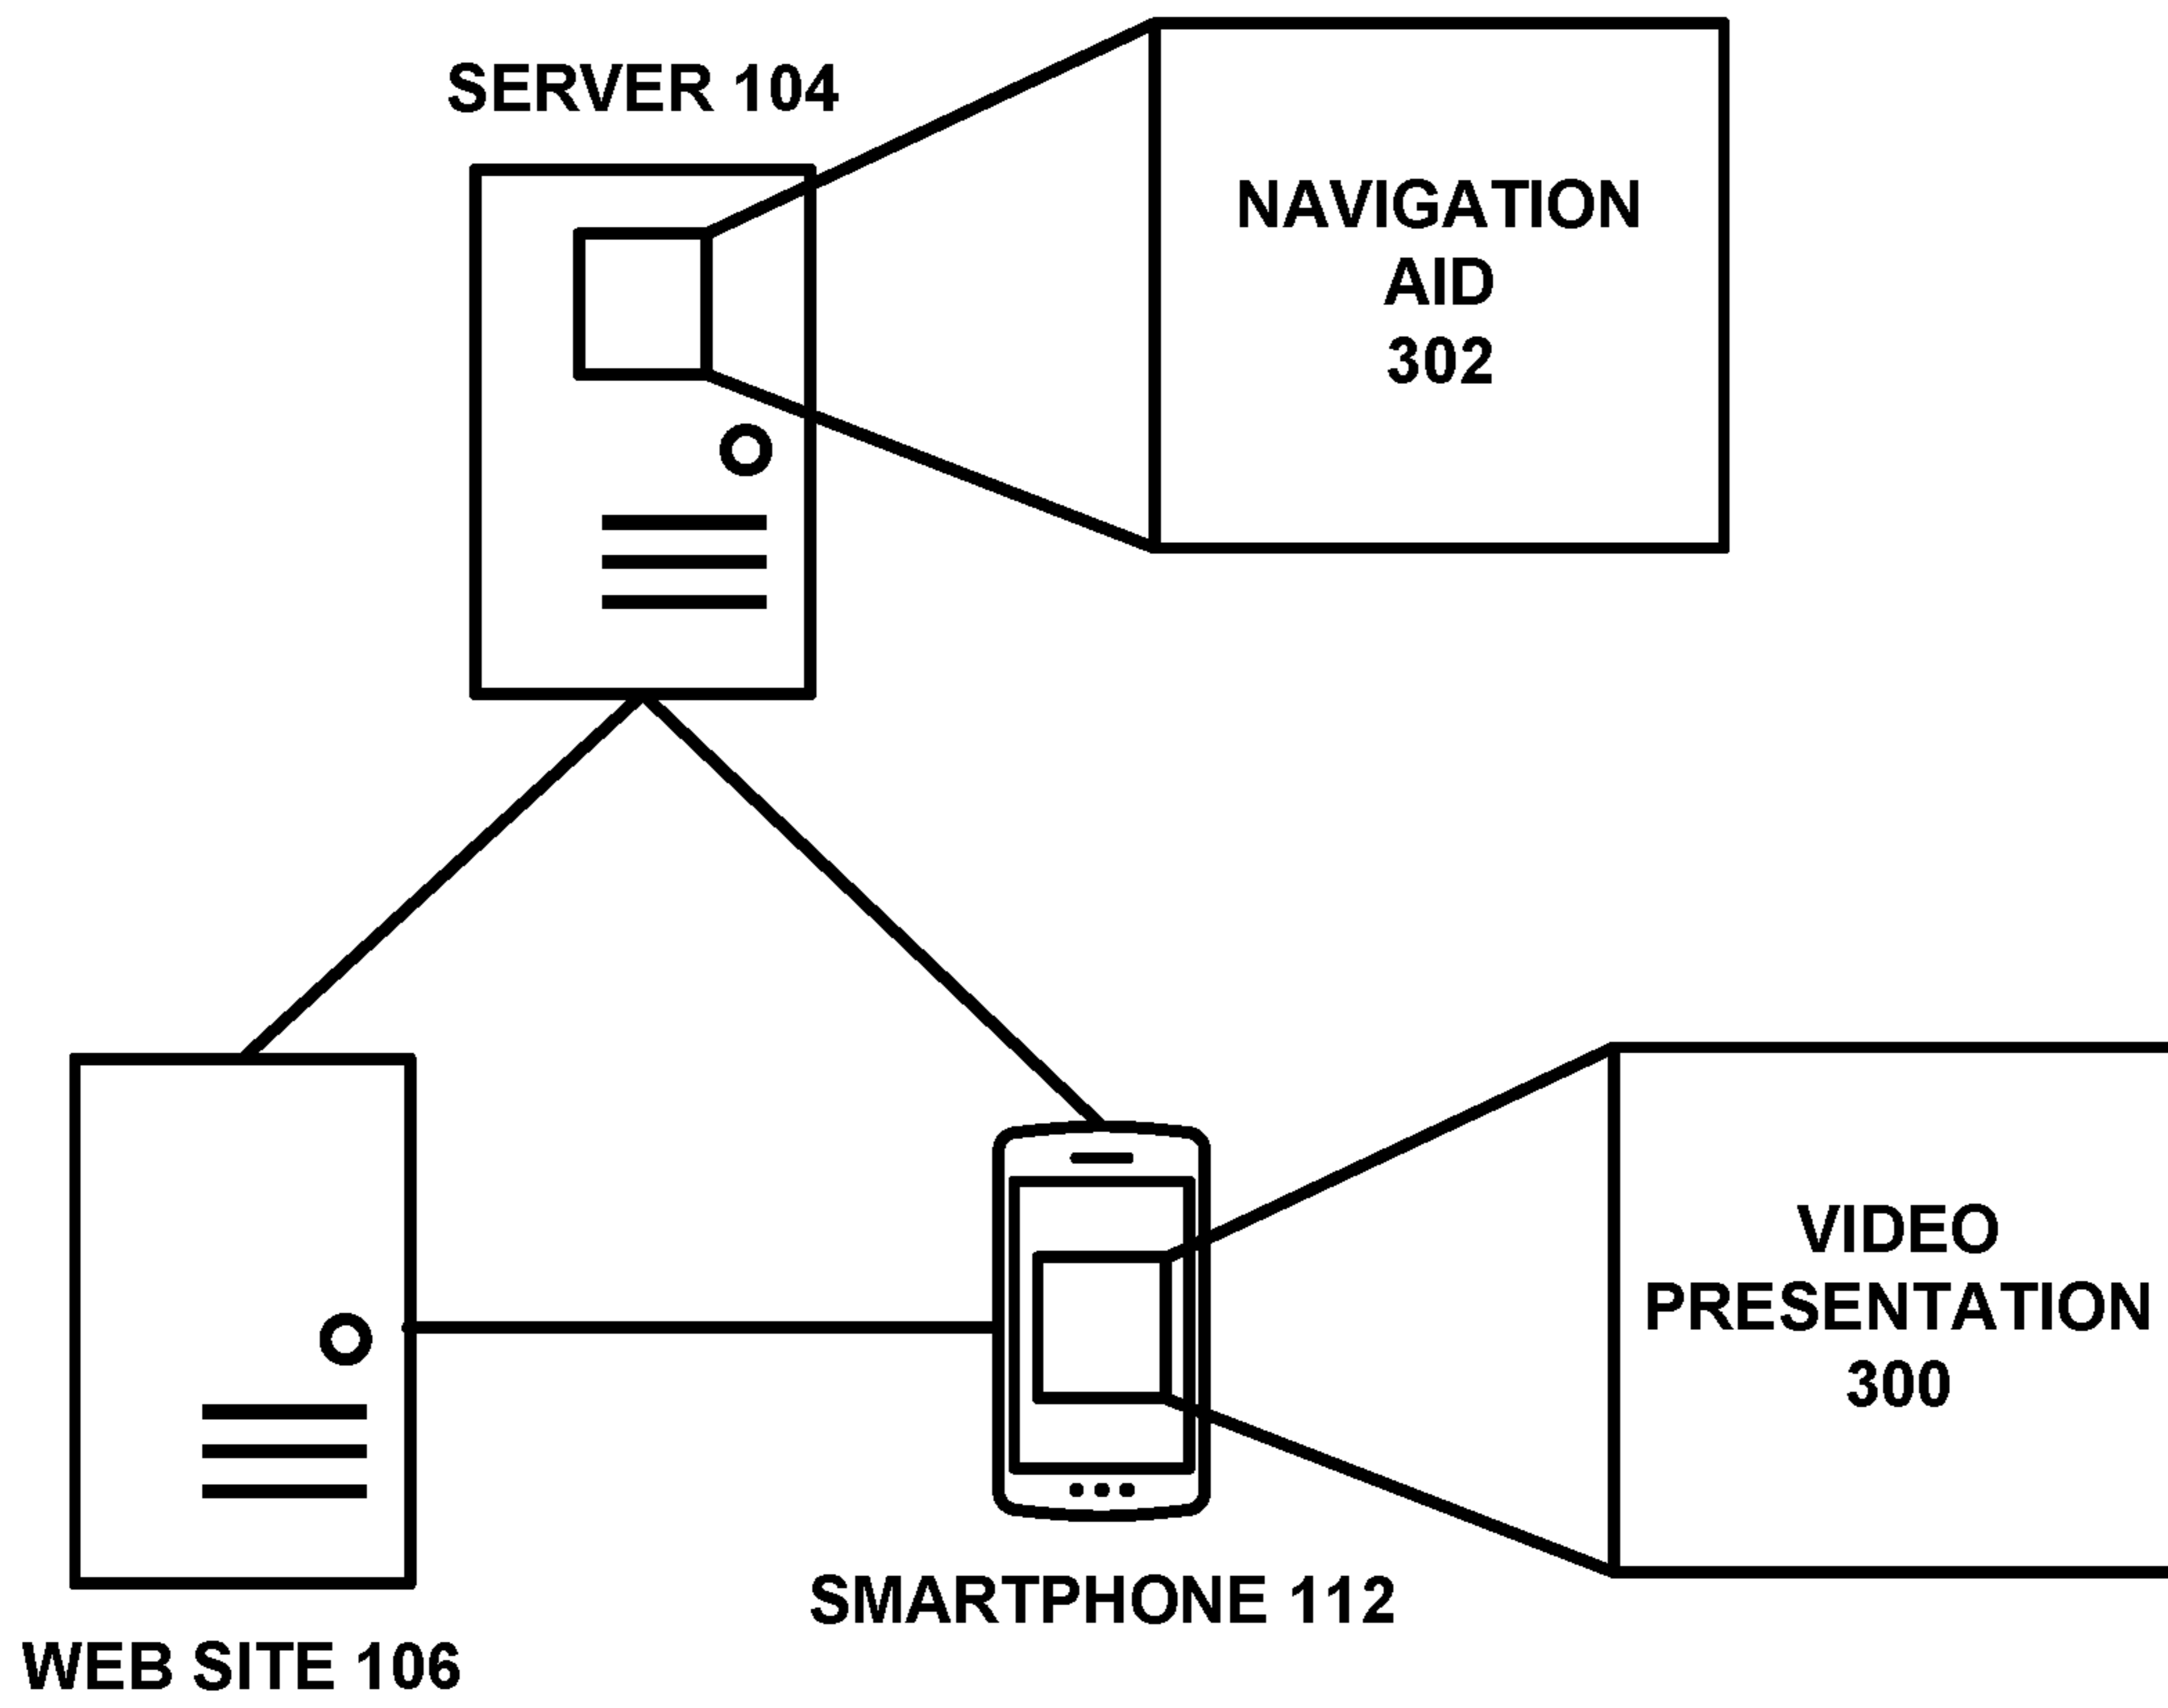 SERVER 104
NAVIGATION
AID
302
VIDEO
PRESENTATION
300
SMARTPHONE 112
WEB SITE 106